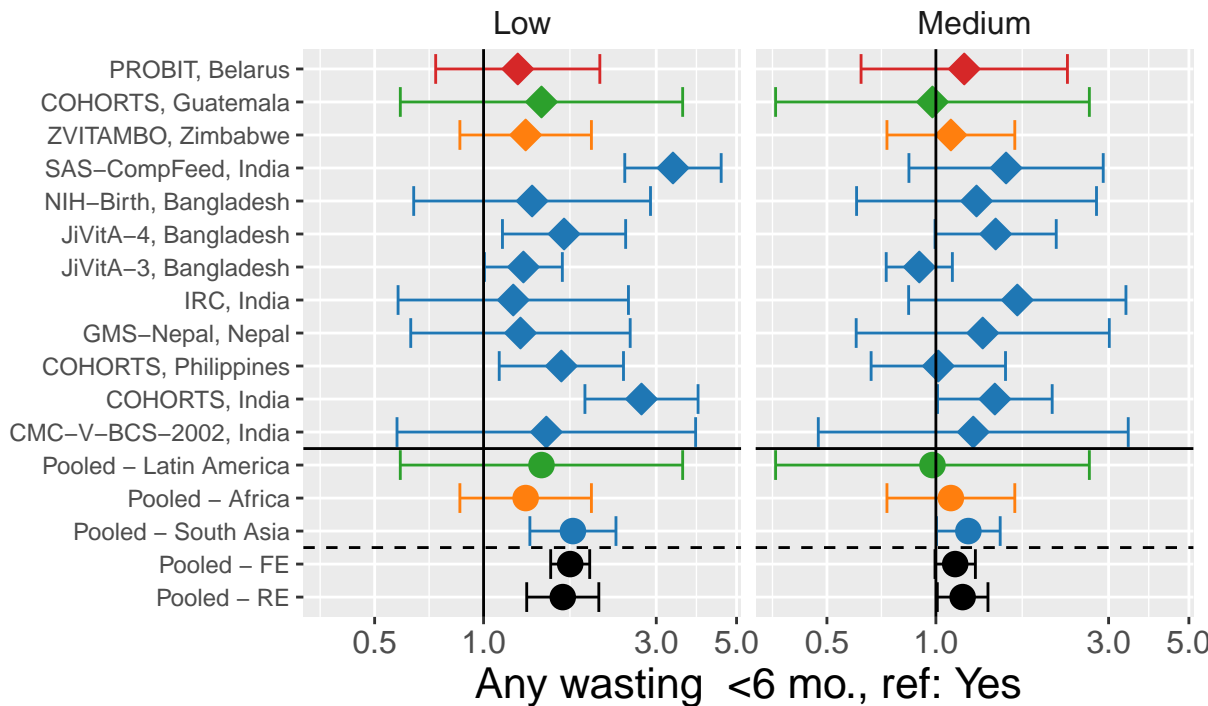 Low Medium
PROBIT, Belarus
COHORTS, Guatemala
ZVITAMBO, Zimbabwe
SAS−CompFeed, India
NIH−Birth, Bangladesh
JiVitA−4, Bangladesh
JiVitA−3, Bangladesh
IRC, India
GMS−Nepal, Nepal
COHORTS, Philippines
COHORTS, India
CMC−V−BCS−2002, India
Pooled − Latin America
Pooled − Africa
Pooled − South Asia
Pooled − FE
Pooled − RE
0.5 1.0 3.0 5.0 0.5 1.0 3.0 5.0
Any wasting <6 mo., ref: Yes